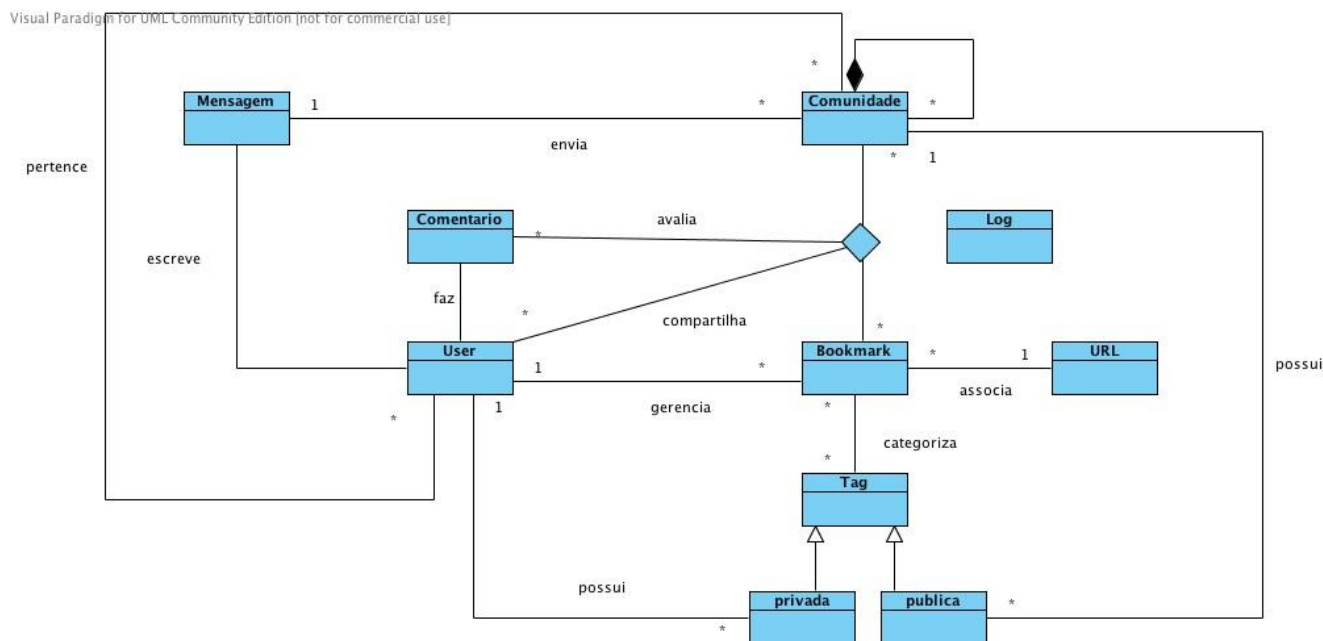 Visual Paradigm for UML Community Edition [not for commercial use]
*
Mensagem
1
*
Comunidade
*
envia
*
1
pertence
Comentario
*
avalia
Log
escreve
faz
*
compartilha
*
User
1
*
Bookmark
*
1
URL
possui
associa
*
1
gerencia
*
categoriza
*
Tag
possui
privada
publica
*
*